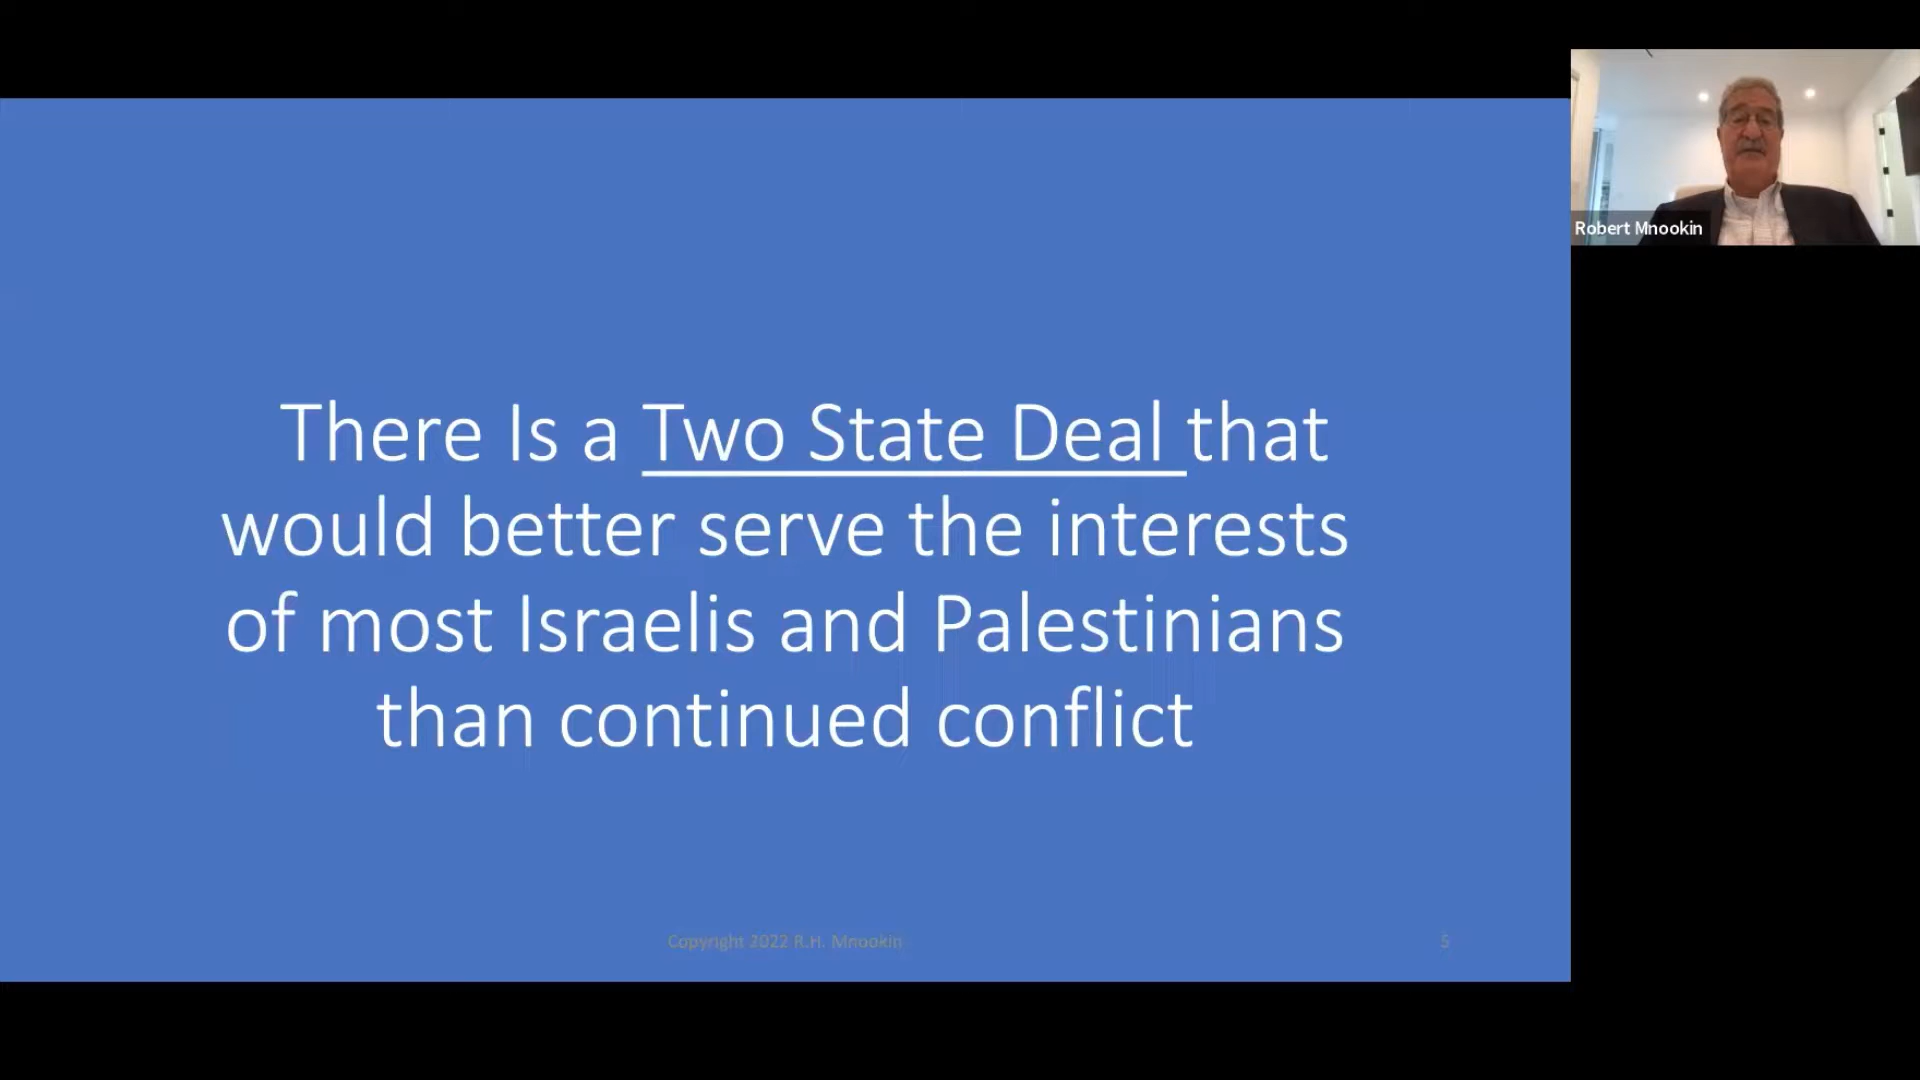 Robert Mnookin
There Is a Two State Deal that
would better serve the interests
of most Israelis and Palestinians
than continued conflict
Copyright 2022 R.H. Mnookin
5